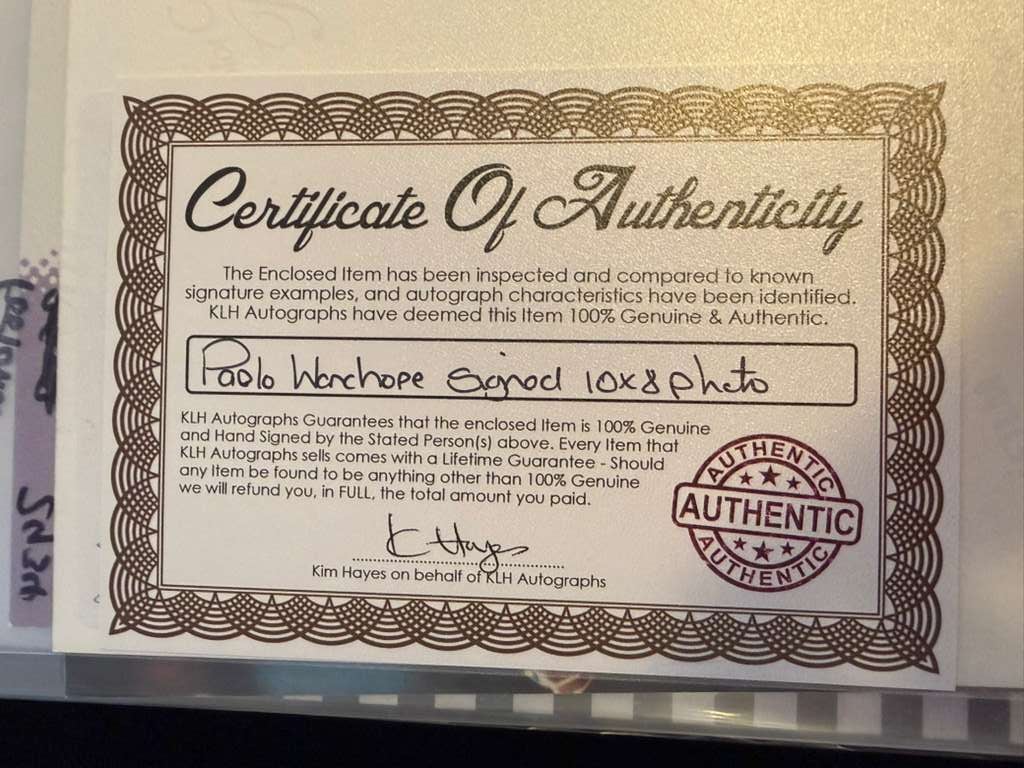 Certificate Of Authenticity
The Enclosed Item has been inspected and compared to known
signature examples, and autograph characteristics have been identified.
KLH Autographs have deemed this Item 100% Genuine & Authentic.
Paolo Wanchope Signed 10x8 photo
KLH Autographs Guarantees that the enclosed Item is 100% Genuine
and Hand Signed by the Stated Person(s) above. Every Item that
KLH Autographs sells comes with a Lifetime Guarantee - Should
any Item be found to be anything other than 100% Genuine
we will refund you, in FULL, the total amount you paid.
AUTHENTIC
AUTHENTIC
AUTHENTIC
K Hayes
Kim Hayes on behalf of KLH Autographs